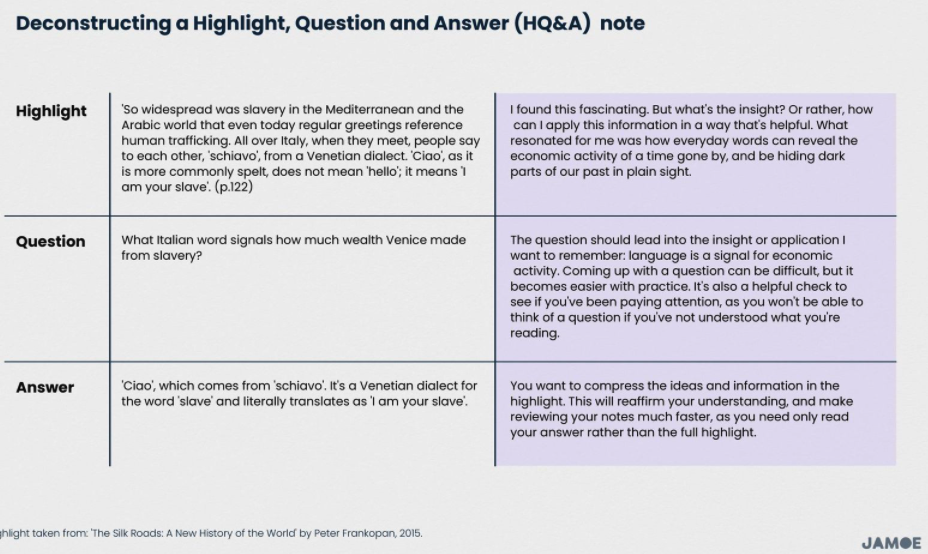 Deconstructing a Highlight, Question and Answer (HQ&A) note
Highlight
'So widespread was slavery in the Mediterranean and the
Arabic world that even today regular greetings reference
human trafficking. All over Italy, when they meet, people say
to each other, 'schiavo', from a Venetian dialect. 'Ciao', as it
is more commonly spelt, does not mean 'hello'; it means 'I
am your slave'. (p.122)
I found this fascinating. But what's the insight? Or rather, how
can I apply this information in a way that's helpful. What
resonated for me was how everyday words can reveal the
economic activity of a time gone by, and be hiding dark
parts of our past in plain sight.
Question
What Italian word signals how much wealth Venice made
from slavery?
The question should lead into the insight or application I
want to remember: language is a signal for economic
activity. Coming up with a question can be difficult, but it
becomes easier with practice. It's also a helpful check to
see if you've been paying attention, as you won't be able to
think of a question if you've not understood what you're
reading.
Answer
'Ciao', which comes from 'schiavo'. It's a Venetian dialect for
the word 'slave' and literally translates as 'I am your slave'.
You want to compress the ideas and information in the
highlight. This will reaffirm your understanding, and make
reviewing your notes much faster, as you need only read
your answer rather than the full highlight.
ghlight taken from: 'The Silk Roads: A New History of the World' by Peter Frankopan, 2015.
JAMOE